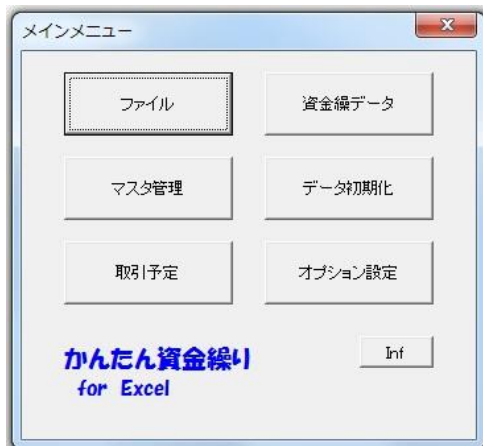 メインメニュー
ファイル
資金繰データ
マスタ管理
データ初期化
取引予定
オプション設定
かんたん資金繰り
for Excel
Inf